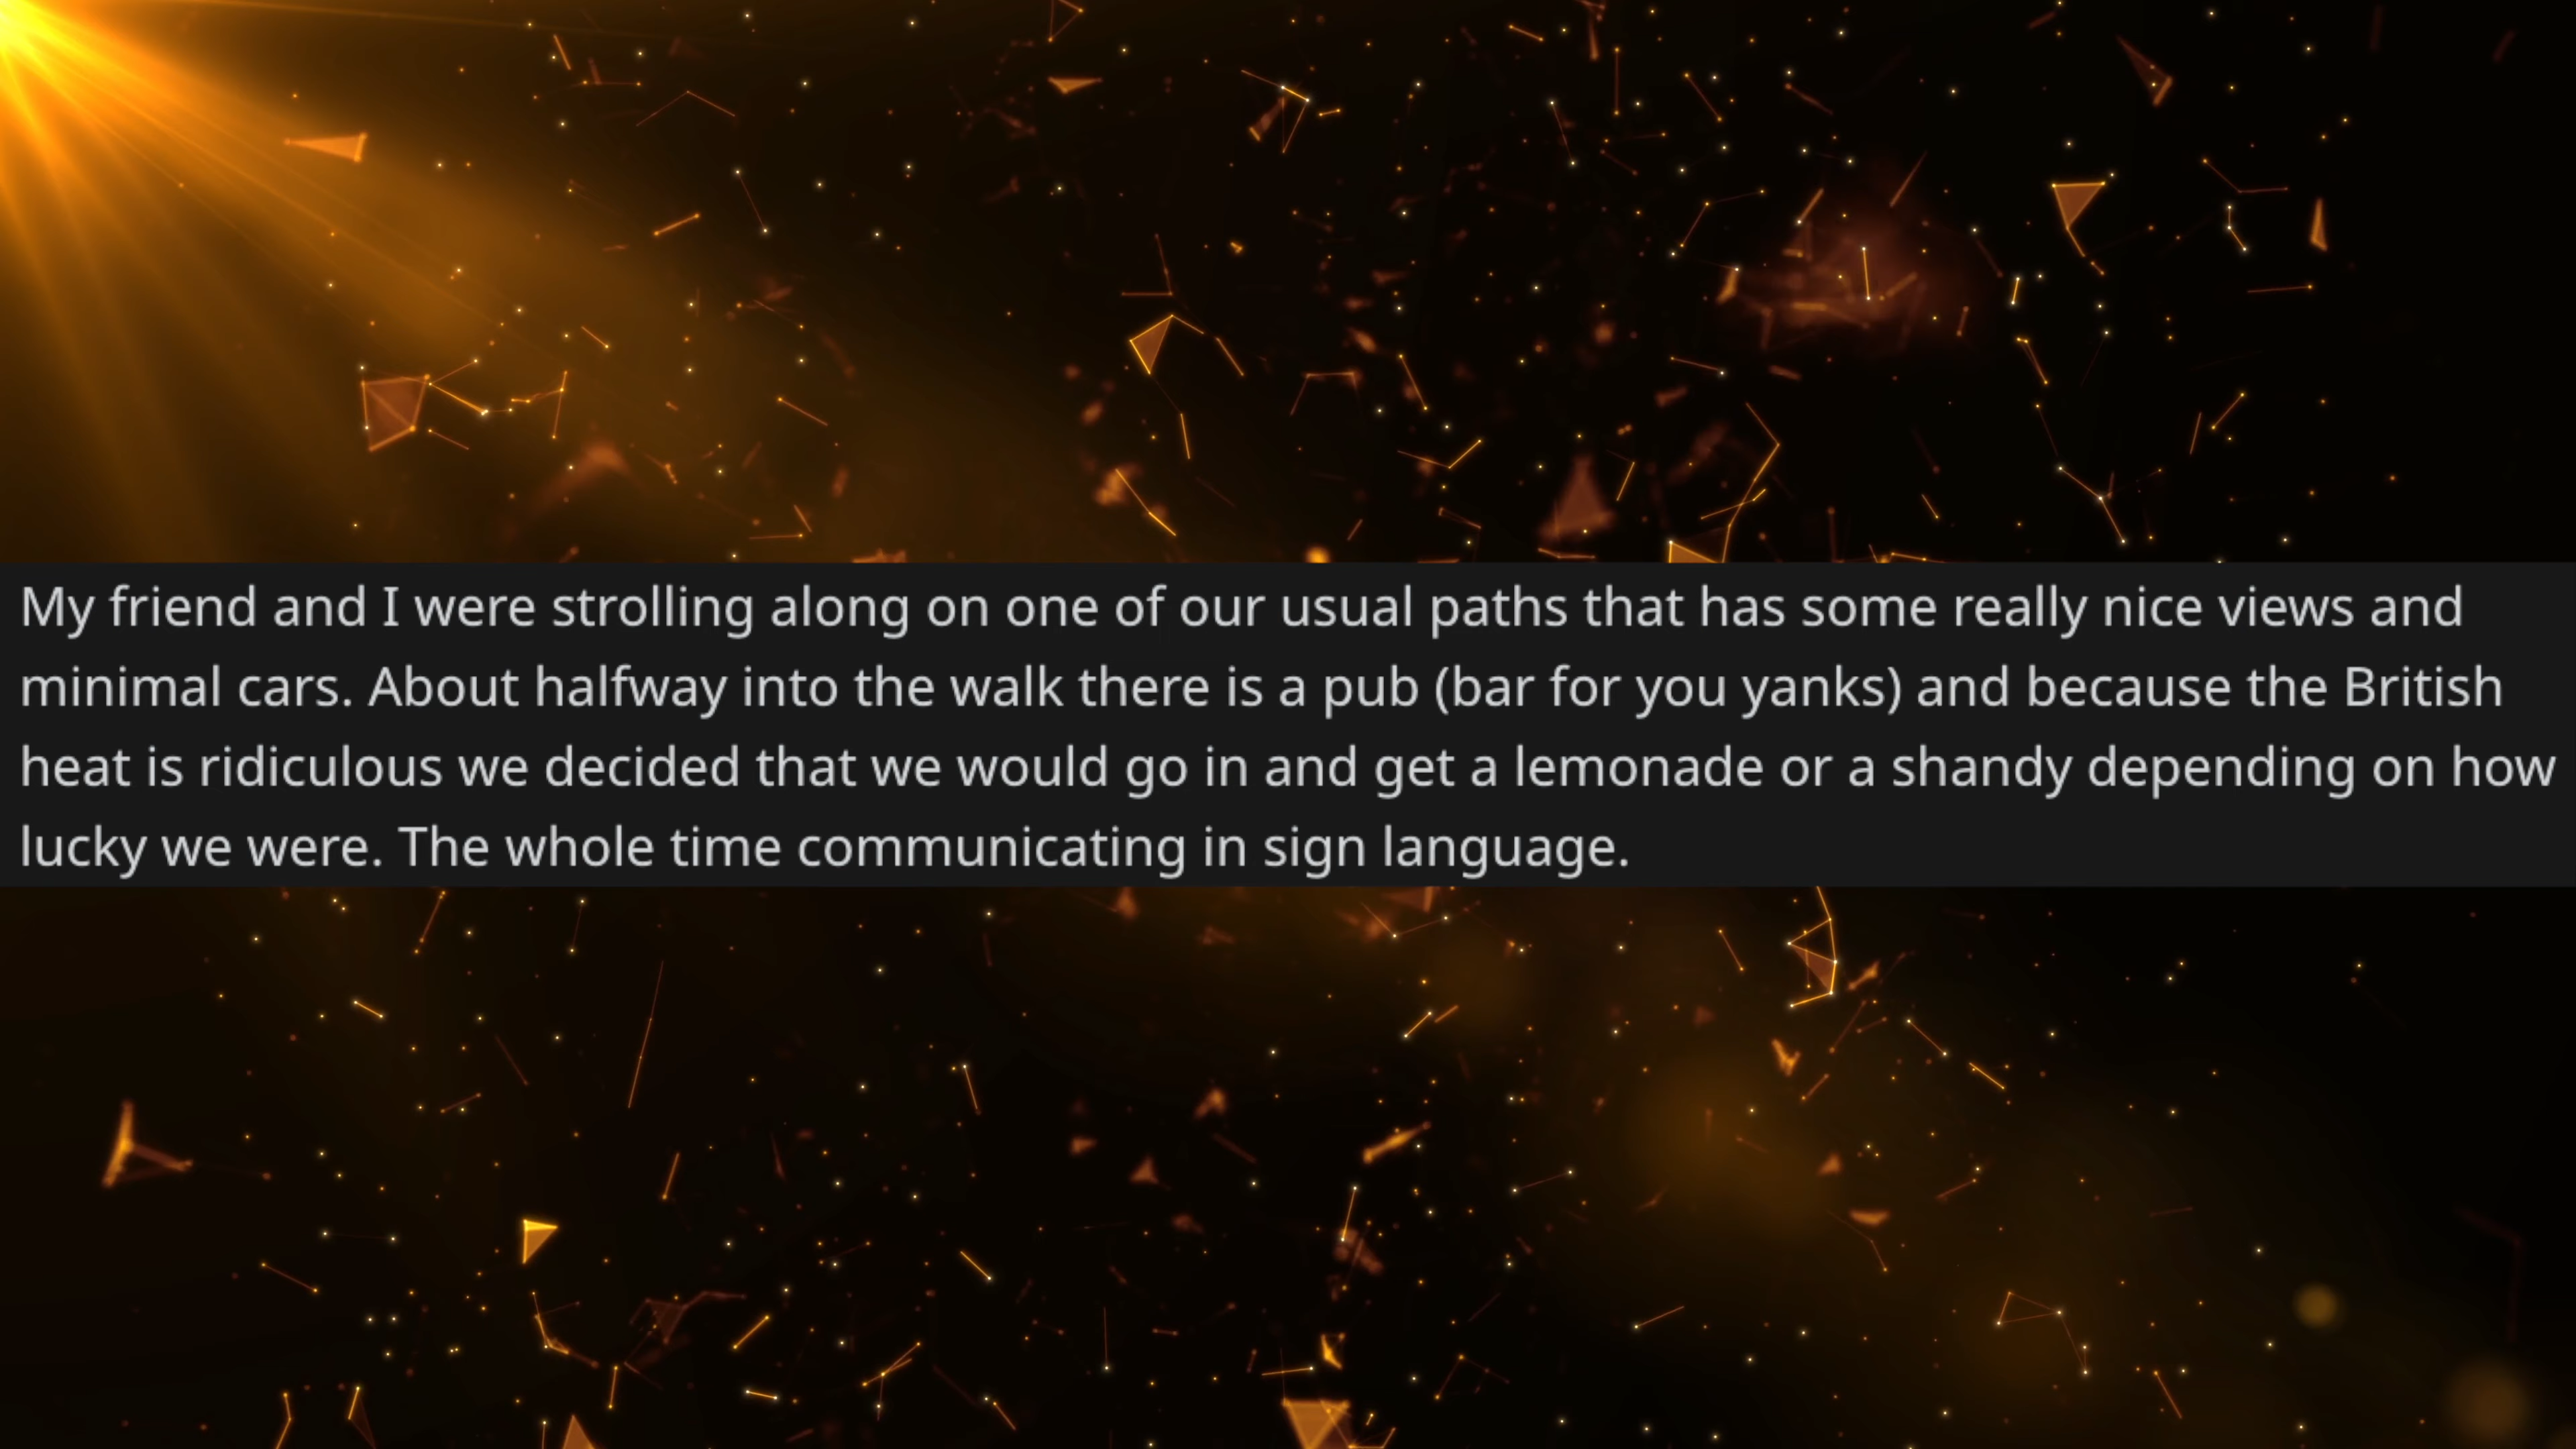 My friend and I were strolling along on one of our usual paths that has some really nice views and
minimal cars. About halfway into the walk there is a pub (bar for you yanks) and because the British
heat is ridiculous we decided that we would go in and get a lemonade or a shandy depending on how
lucky we were. The whole time communicating in sign language.